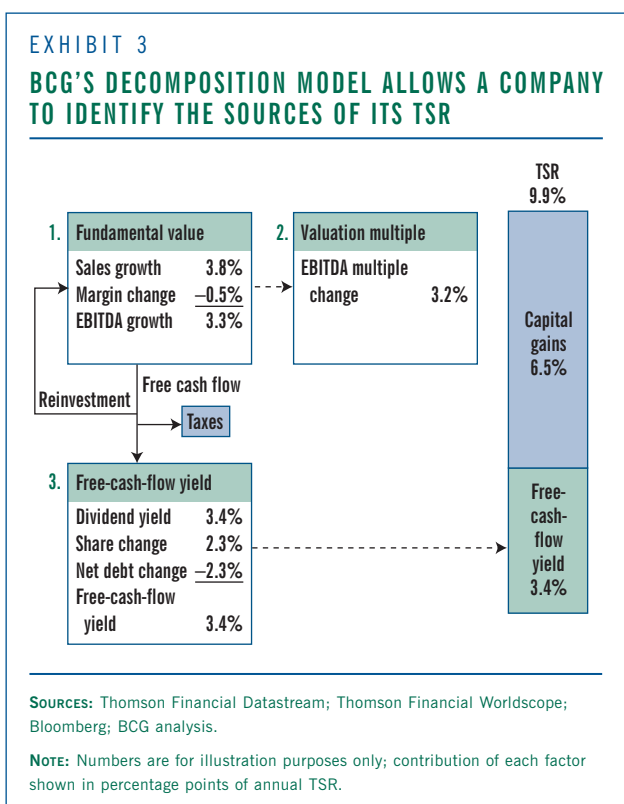 EXHIBIT 3
BCG'S DECOMPOSITION MODEL ALLOWS A COMPANY
TO IDENTIFY THE SOURCES OF ITS TSR
TSR
9.9%
1. Fundamental value
Sales growth 3.8%
Margin change –0.5%
EBITDA growth 3.3%
2. Valuation multiple
EBITDA multiple
change 3.2%
Capital
gains
6.5%
Free cash flow
Reinvestment
Taxes
3. Free-cash-flow yield
Dividend yield 3.4%
Share change 2.3%
Net debt change –2.3%
Free-cash-flow
yield 3.4%
Free-
cash-
flow
yield
3.4%
SOURCES: Thomson Financial Datastream; Thomson Financial Worldscope;
Bloomberg; BCG analysis.
NOTE: Numbers are for illustration purposes only; contribution of each factor
shown in percentage points of annual TSR.